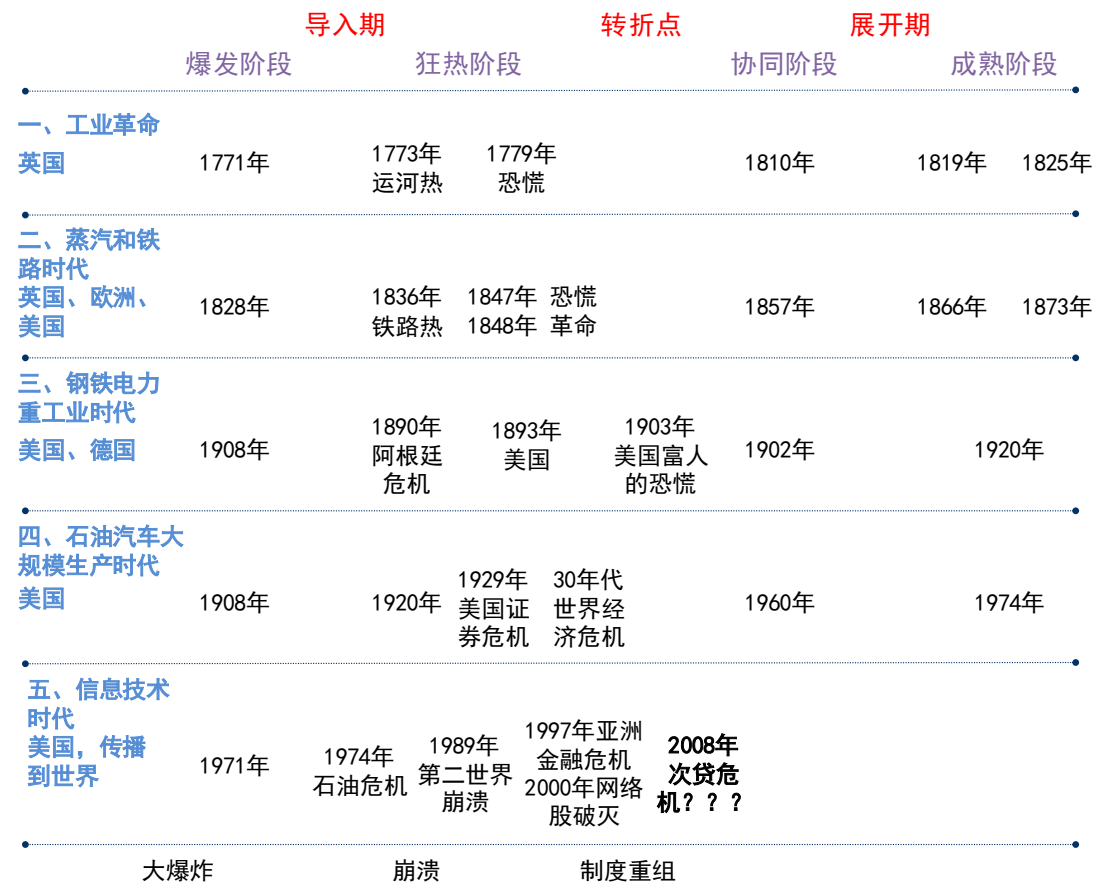 导入期 转折点 展开期
爆发阶段 狂热阶段 协同阶段 成熟阶段
一、工业革命
英国 1771年 1773年 1779年 1810年 1819年 1825年
运河热 恐慌
二、蒸汽和铁
路时代
英国、欧洲、
美国 1828年 1836年 1847年 恐慌 1857年 1866年 1873年
铁路热 1848年 革命
三、钢铁电力
重工业时代
美国、德国 1908年 1890年 1893年 1903年 1902年 1920年
阿根廷 美国 美国富人
危机 的恐慌
四、石油汽车大
规模生产时代
美国 1908年 1920年 1929年 30年代 1960年 1974年
美国证 世界经
券危机 济危机
五、信息技术
时代
美国，传播
到世界 1971年 1974年 1989年 1997年亚洲 2008年
石油危机 第二世界 金融危机 次贷危
崩溃 2000年网络 机？？？
股破灭
大爆炸 崩溃 制度重组